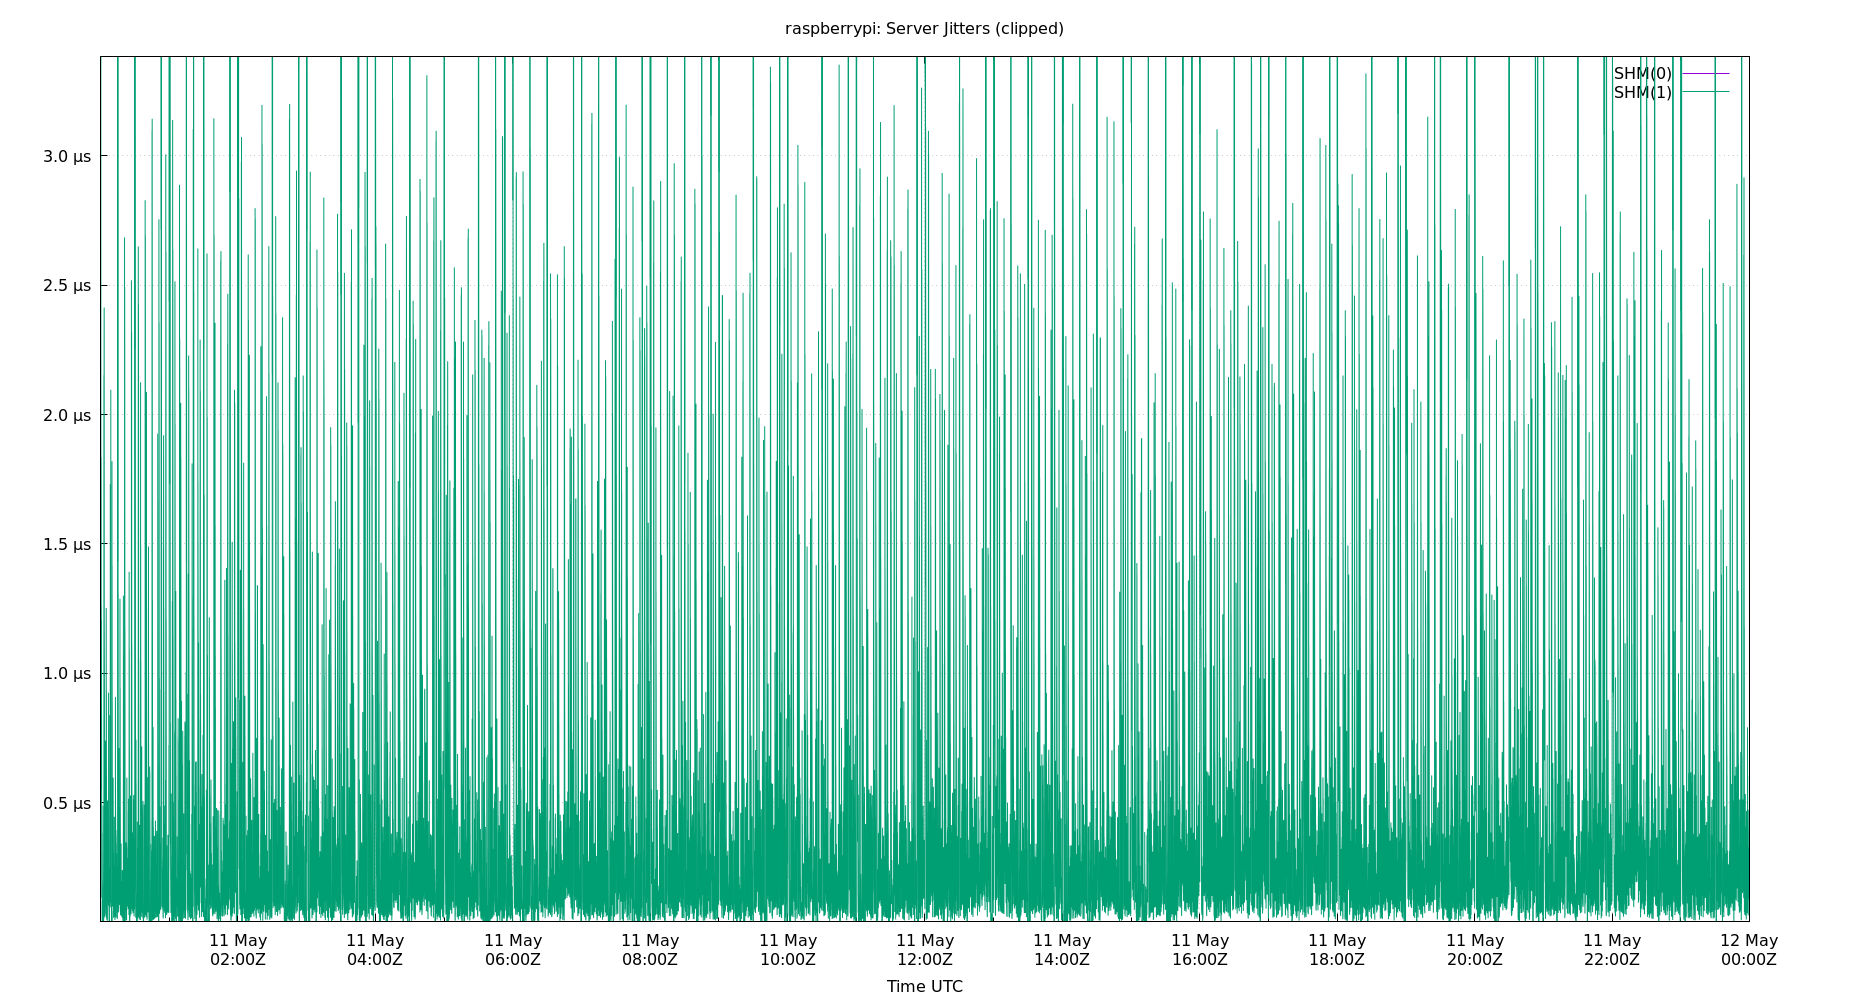 raspberrypi: Server Jitters (clipped)
SHM(0)
SHM(1)
3.0 µs
2.5 µs
2.0 µs
1.5 µs
1.0 µs
0.5 µs
11 May 11 May 11 May 11 May 11 May 11 May 11 May 11 May 11 May 11 May 11 May 12 May
02:00Z 04:00Z 06:00Z 08:00Z 10:00Z 12:00Z 14:00Z 16:00Z 18:00Z 20:00Z 22:00Z 00:00Z
Time UTC